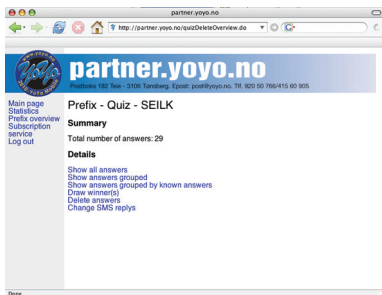 partner.yoyo.no
http://partner.yoyo.no/quizDeleteOverview.do
partner.yoyo.no
Postboks 182 Teie - 3106 Tønsberg. Epost: post@yoyo.no. Tlf. 920 50 766/415 60 905
Main page
Statistics
Prefix overview
Subscription
service
Log out
Prefix - Quiz - SEILK
Summary
Total number of answers: 29
Details
Show all answers
Show answers grouped
Show answers grouped by known answers
Draw winner(s)
Delete answers
Change SMS replys
Done